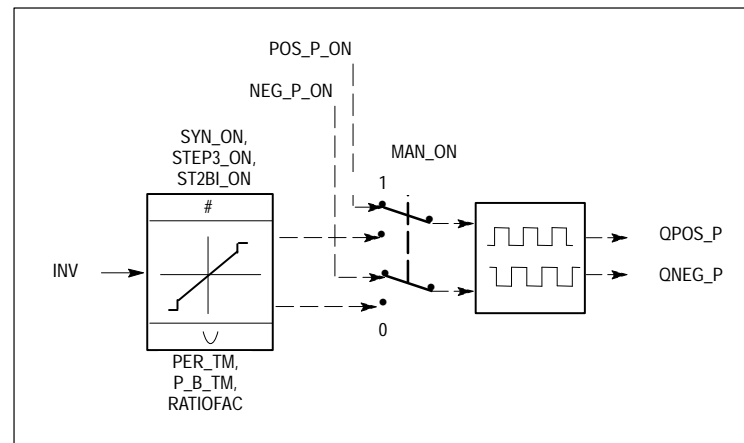 POS_P_ON
NEG_P_ON
SYN_ON,
STEP3_ON,
ST2BI_ON
MAN_ON
1
#
QPOS_P
INV
QNEG_P
0
PER_TM,
P_B_TM,
RATIOFAC